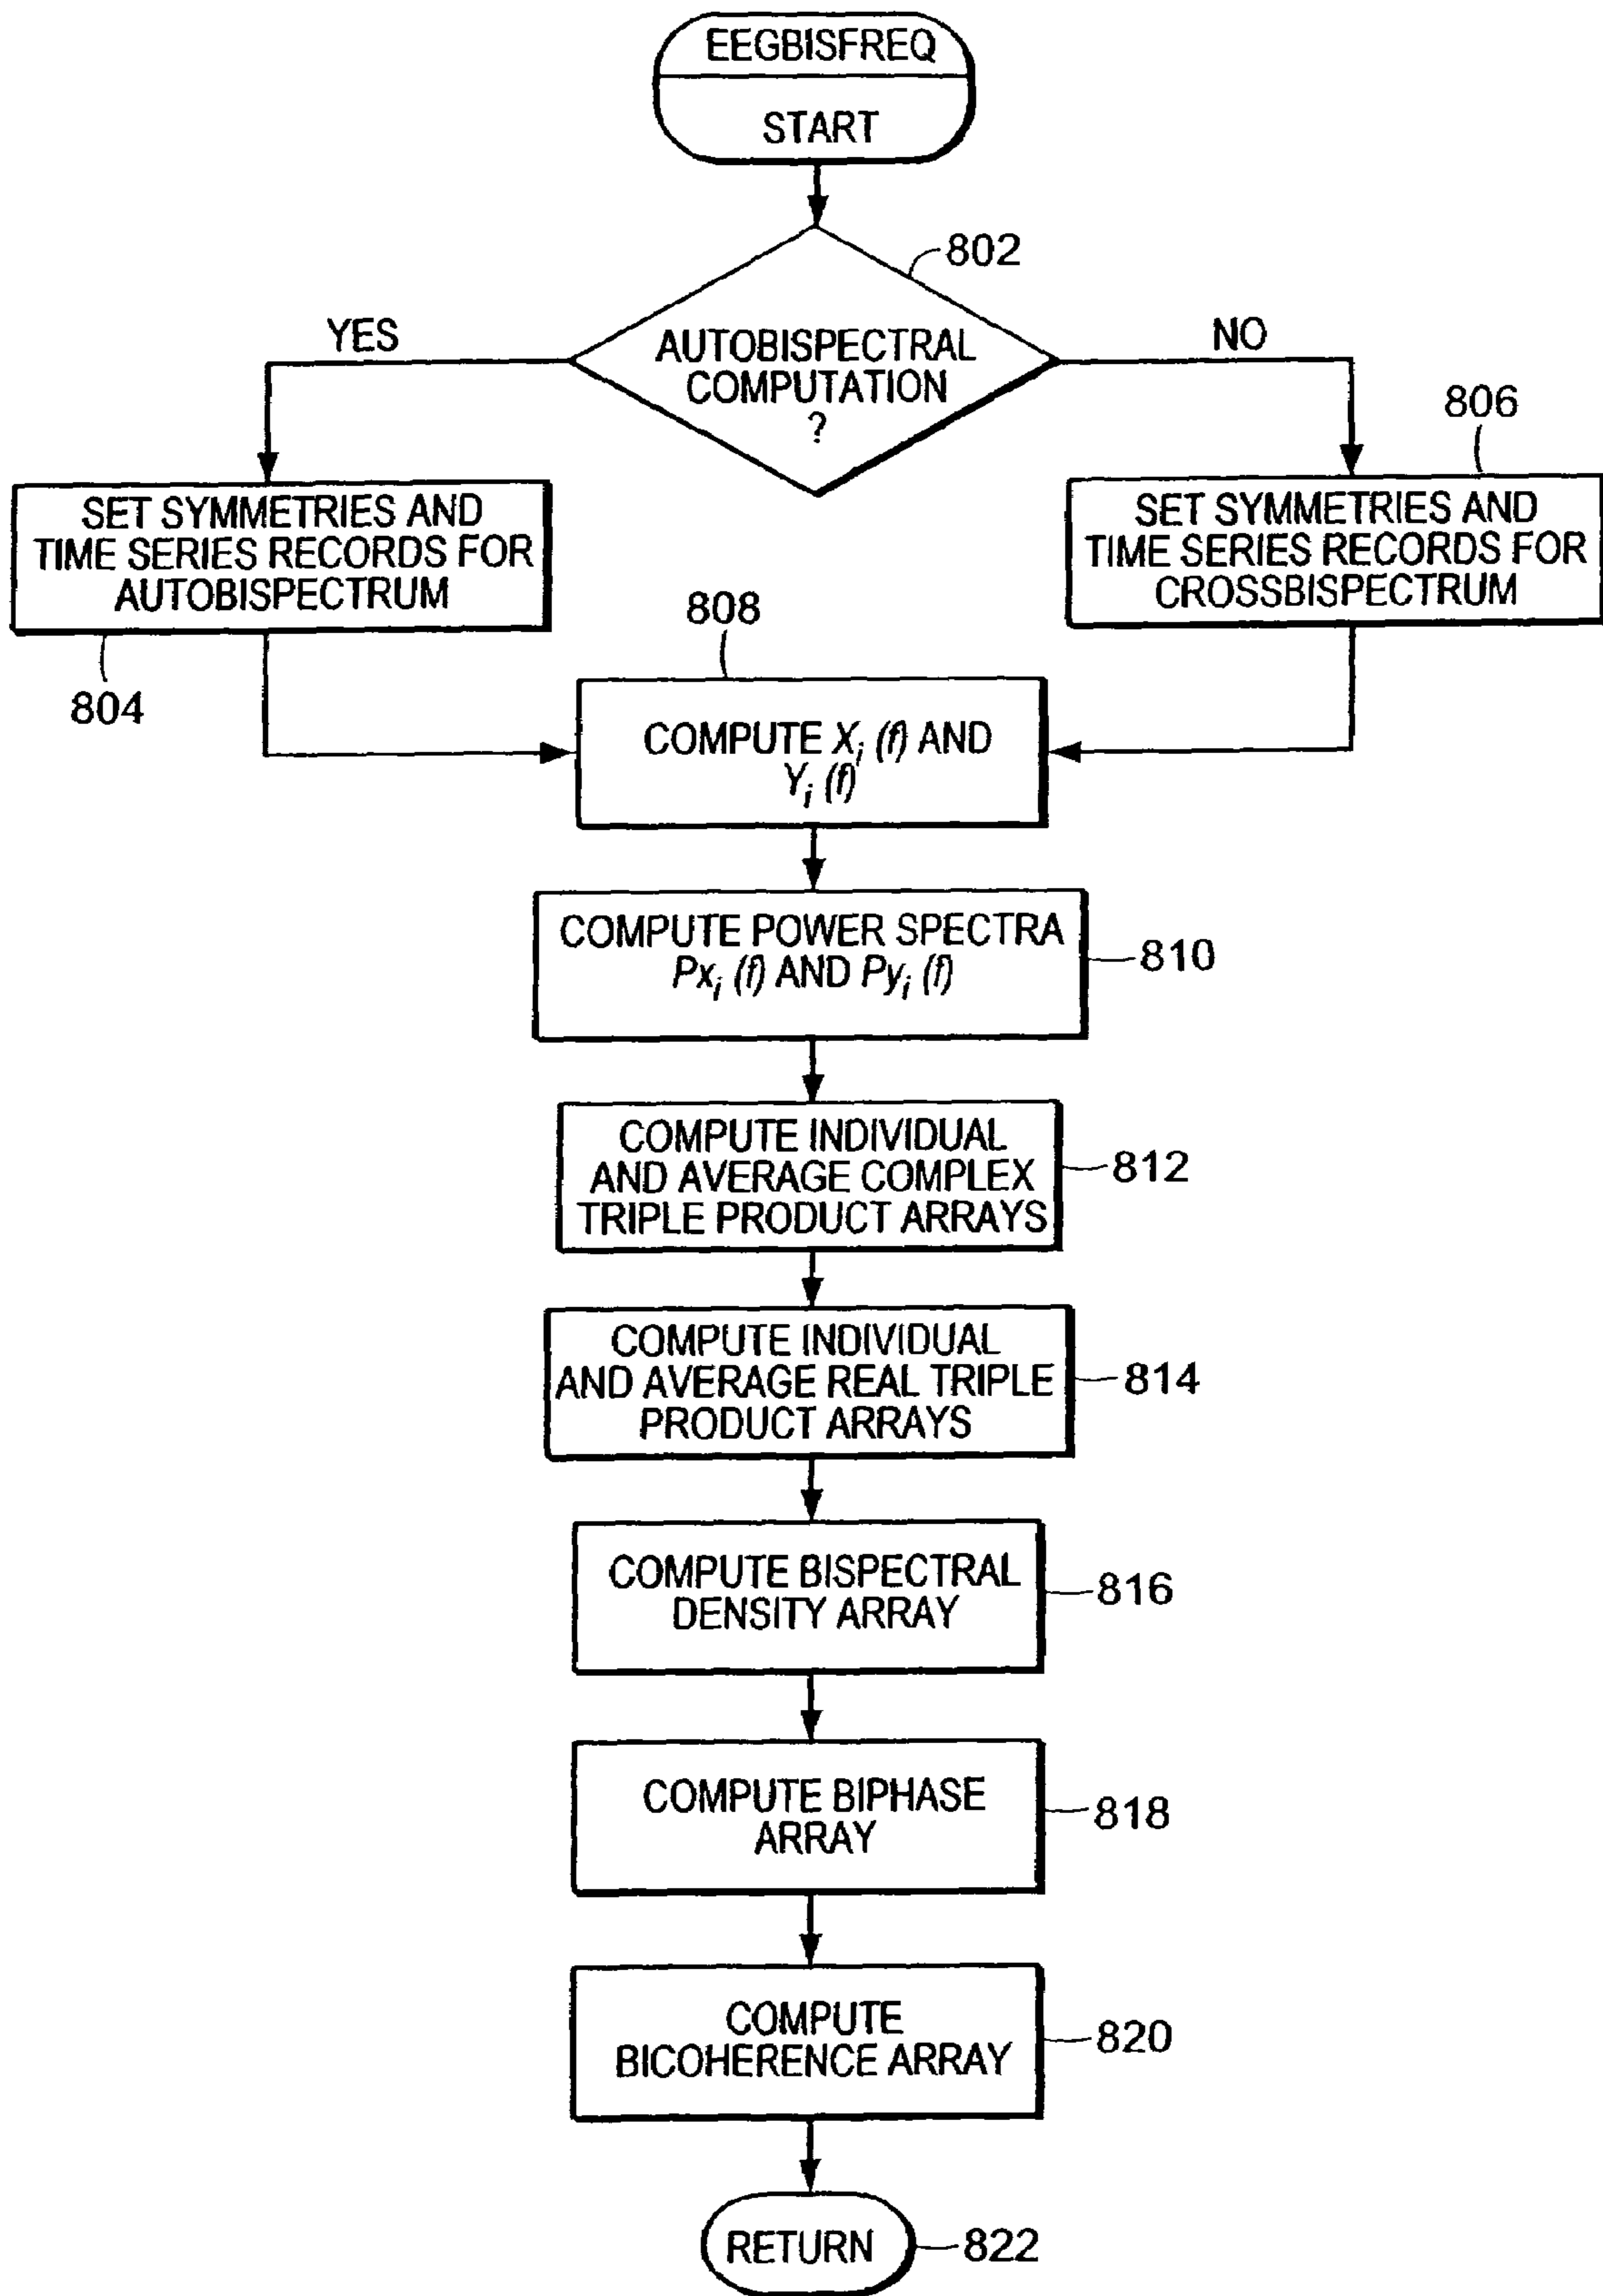 EEGBISFREQ
START
802
YES
AUTOBISPECTRAL
COMPUTATION
?
NO
806
SET SYMMETRIES AND
TIME SERIES RECORDS FOR
AUTOBISPECTRUM
804
SET SYMMETRIES AND
TIME SERIES RECORDS FOR
CROSSBISPECTRUM
808
COMPUTE Xi (f) AND
Yi (f)
COMPUTE POWER SPECTRA
Pxi (f) AND Pyi (f)
810
COMPUTE INDIVIDUAL
AND AVERAGE COMPLEX
TRIPLE PRODUCT ARRAYS
812
COMPUTE INDIVIDUAL
AND AVERAGE REAL TRIPLE
PRODUCT ARRAYS
814
COMPUTE BISPECTRAL
DENSITY ARRAY
816
COMPUTE BIPHASE
ARRAY
818
COMPUTE
BICOHERENCE ARRAY
820
RETURN
822